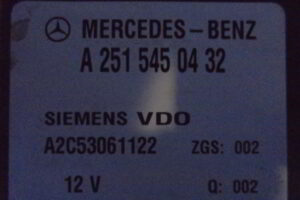 MERCEDES-BENZ
A 251 545 04 32
SIEMENS VDO
A2C53061122 ZGS: 002
12 V Q: 002